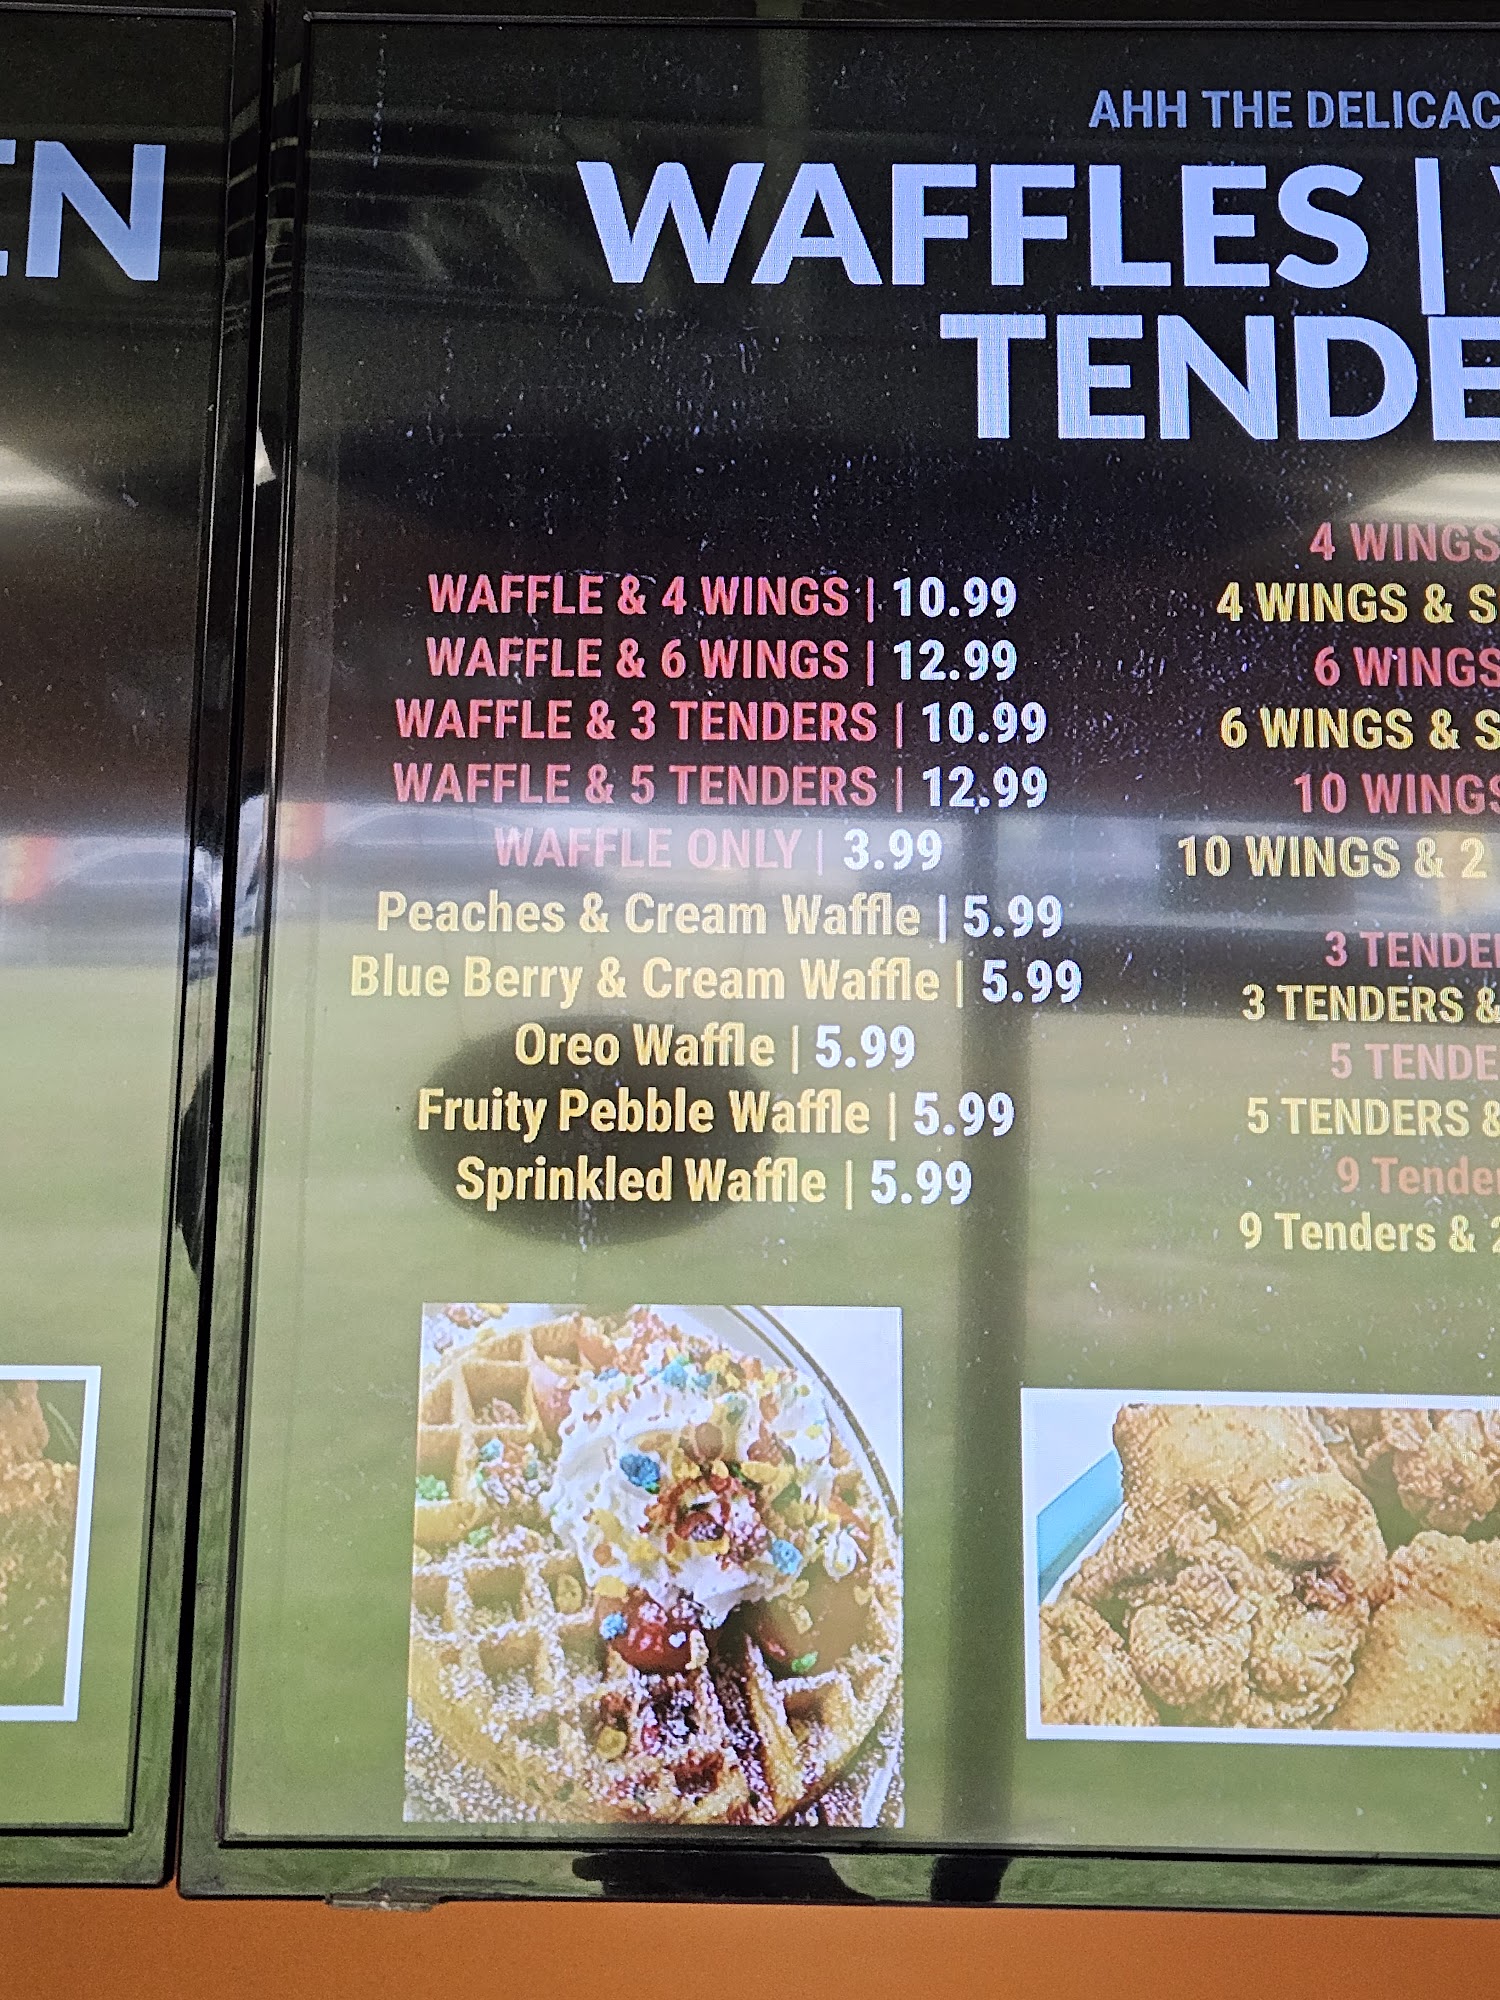 EN
AHH THE DELICAC
WAFFLES |
TENDE
WAFFLE & 4 WINGS | 10.99
WAFFLE & 6 WINGS | 12.99
WAFFLE & 3 TENDERS | 10.99
WAFFLE & 5 TENDERS | 12.99
WAFFLE ONLY | 3.99
Peaches & Cream Waffle | 5.99
Blue Berry & Cream Waffle | 5.99
Oreo Waffle | 5.99
Fruity Pebble Waffle | 5.99
Sprinkled Waffle | 5.99
4 WINGS
4 WINGS & S
6 WINGS
6 WINGS & S
10 WINGS
10 WINGS & 2
3 TENDE
3 TENDERS &
5 TENDE
5 TENDERS &
9 Tende
9 Tenders & 2